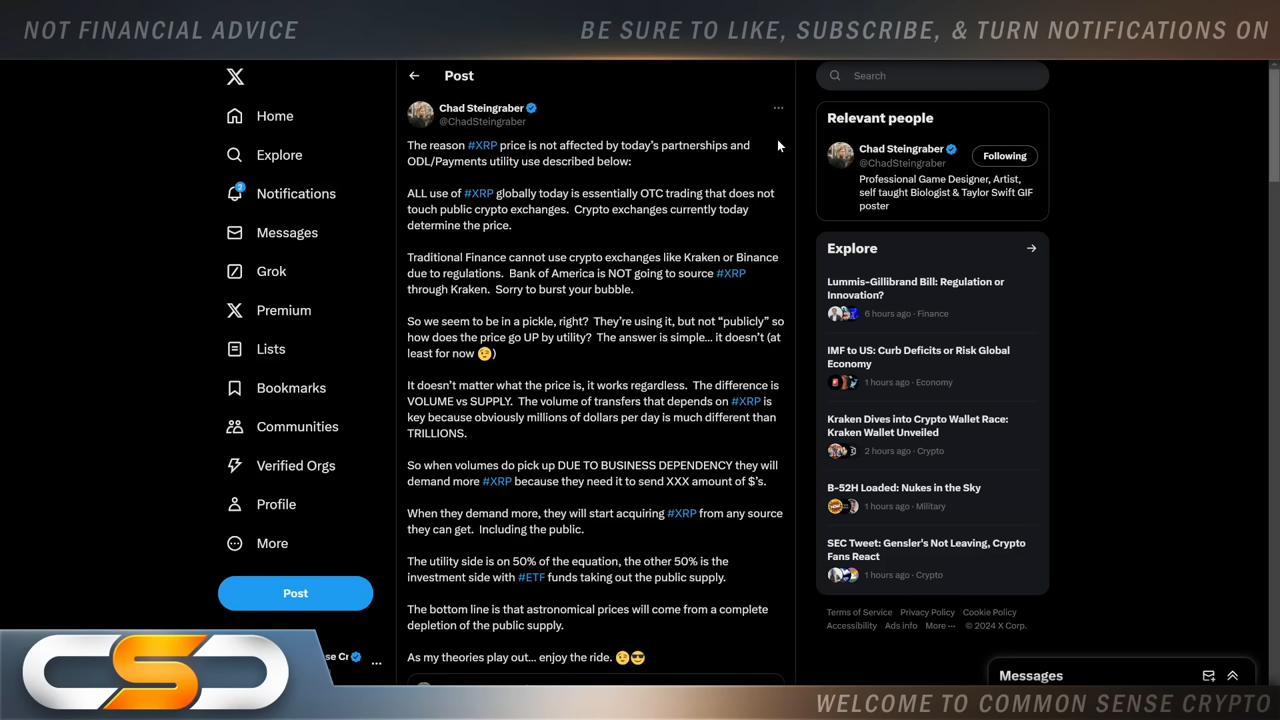 NOT FINANCIAL ADVICE
BE SURE TO LIKE, SUBSCRIBE, & TURN NOTIFICATIONS ON
Home
Explore
2
Notifications
Messages
Grok
Premium
Lists
Bookmarks
Communities
Verified Orgs
Profile
More
Post
se Cr
Post
Chad Steingraber
@ChadSteingraber
The reason #XRP price is not affected by today's partnerships and
ODL/Payments utility use described below:
ALL use of #XRP globally today is essentially OTC trading that does not
touch public crypto exchanges. Crypto exchanges currently today
determine the price.
Traditional Finance cannot use crypto exchanges like Kraken or Binance
due to regulations. Bank of America is NOT going to source #XRP
through Kraken. Sorry to burst your bubble.
So we seem to be in a pickle, right? They're using it, but not “publicly” so
how does the price go UP by utility? The answer is simple... it doesn't (at
least for now 😉)
It doesn't matter what the price is, it works regardless. The difference is
VOLUME vs SUPPLY. The volume of transfers that depends on #XRP is
key because obviously millions of dollars per day is much different than
TRILLIONS.
So when volumes do pick up DUE TO BUSINESS DEPENDENCY they will
demand more #XRP because they need it to send XXX amount of $'s.
When they demand more, they will start acquiring #XRP from any source
they can get. Including the public.
The utility side is on 50% of the equation, the other 50% is the
investment side with #ETF funds taking out the public supply.
The bottom line is that astronomical prices will come from a complete
depletion of the public supply.
As my theories play out... enjoy the ride. 😉😎
Search
Relevant people
Chad Steingraber
@ChadSteingraber
Following
Professional Game Designer, Artist,
self taught Biologist & Taylor Swift GIF
poster
Explore
Lummis-Gillibrand Bill: Regulation or
Innovation?
6 hours ago · Finance
IMF to US: Curb Deficits or Risk Global
Economy
1 hours ago · Economy
Kraken Dives into Crypto Wallet Race:
Kraken Wallet Unveiled
2 hours ago · Crypto
B-52H Loaded: Nukes in the Sky
1 hours ago · Military
SEC Tweet: Gensler's Not Leaving, Crypto
Fans React
1 hours ago · Crypto
Terms of Service Privacy Policy Cookie Policy
Accessibility Ads info More ··· © 2024 X Corp.
Messages
CSC
WELCOME TO COMMON SENSE CRYPTO